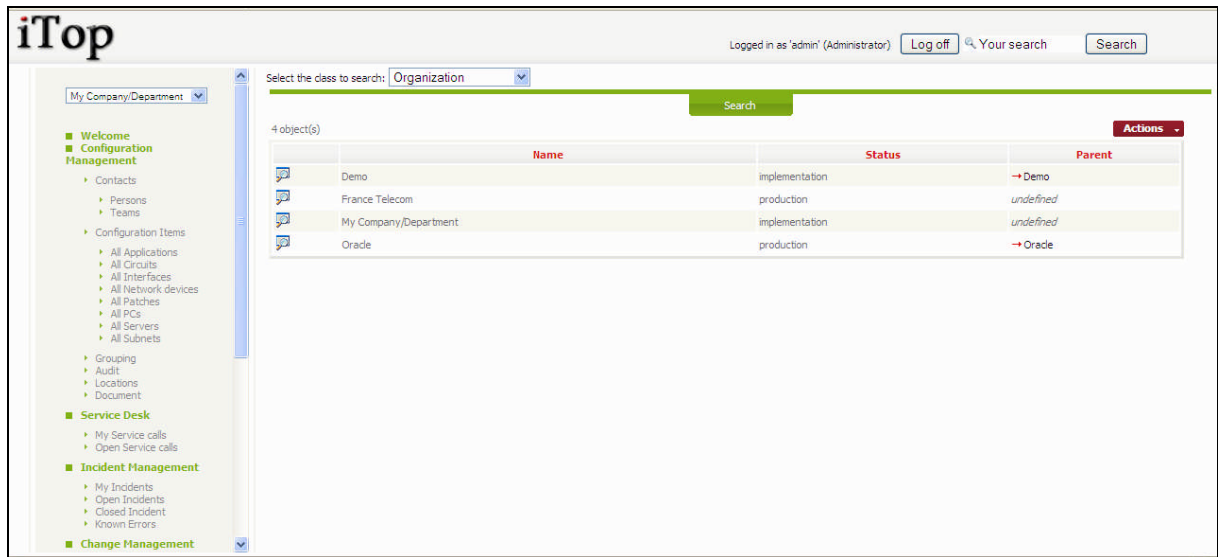 iTop
Logged in as 'admin' (Administrator) Log off Your search Search
My Company/Department
Welcome
Configuration
Management
Contacts
Persons
Teams
Configuration Items
All Applications
All Circuits
All Interfaces
All Network devices
All Patches
All PCs
All Servers
All Subnets
Grouping
Audit
Locations
Document
Service Desk
My Service calls
Open Service calls
Incident Management
My Incidents
Open Incidents
Closed Incident
Known Errors
Change Management
Select the class to search: Organization
Search
4 object(s) Actions
Name Status Parent
Demo implementation → Demo
France Telecom production undefined
My Company/Department implementation undefined
Oracle production → Oracle